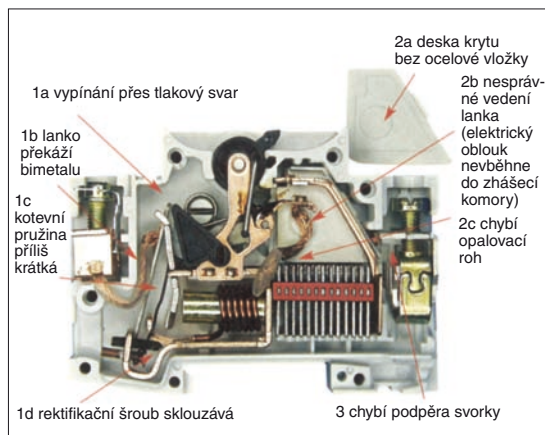 2a deska krytu
bez ocelové vložky
1a vypínání přes tlakový svar
2b nespráv-
né vedení
lanka
(elektrický
oblouk
nevběhne
do zhášecí
komory)
1b lanko
překáží
bimetalu
1c
kotevní
pružina
příliš
krátká
2c chybí
opalovací
roh
1d rektifikační šroub sklouzává
3 chybí podpěra svorky